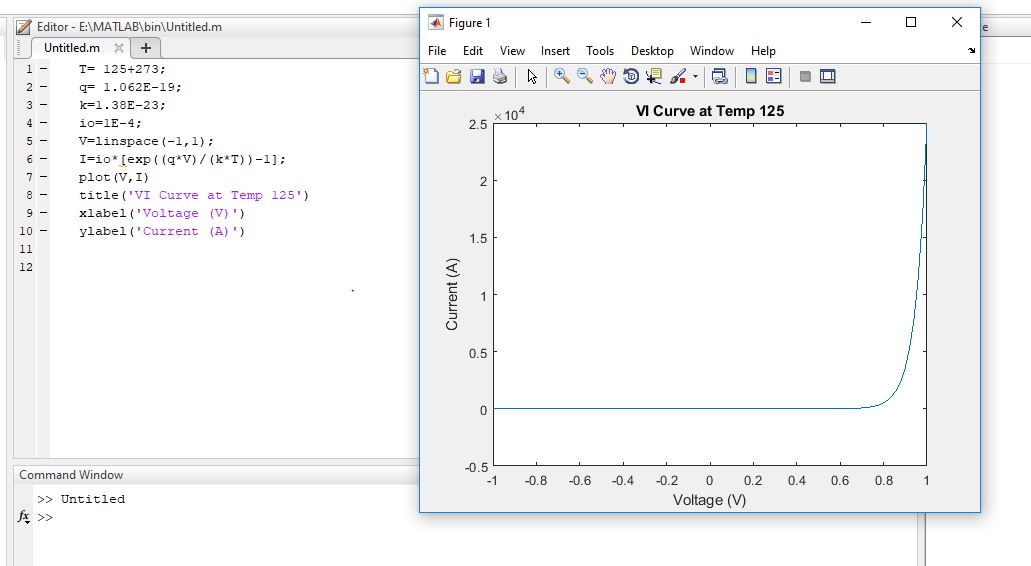 Editor - E:\MATLAB\bin\Untitled.m
Untitled.m × +
1 - T= 125+273;
2 - q= 1.062E-19;
3 - k=1.38E-23;
4 - io=1E-4;
5 - V=linspace(-1,1);
6 - I=io*[exp((q*V)/(k*T))-1];
7 - plot(V,I)
8 - title('VI Curve at Temp 125')
9 - xlabel('Voltage (V)')
10 - ylabel('Current (A)')
11
12
Command Window
>> Untitled
fx >>
Figure 1
File Edit View Insert Tools Desktop Window Help
VI Curve at Temp 125
×10^4
2.5
2
1.5
1
0.5
0
-0.5
Current (A)
-1 -0.8 -0.6 -0.4 -0.2 0 0.2 0.4 0.6 0.8 1
Voltage (V)
e